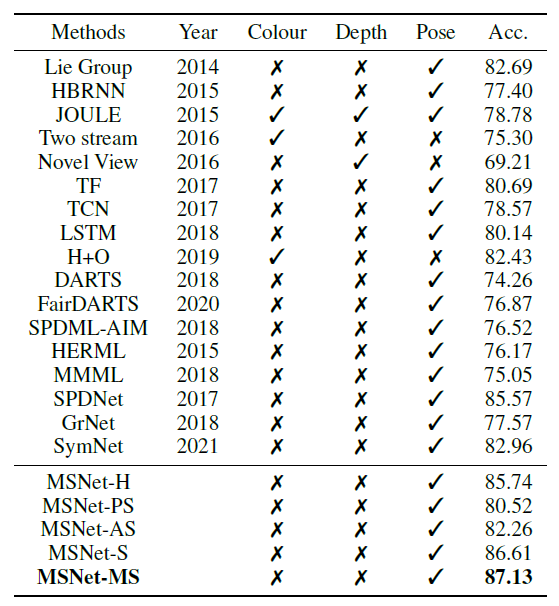 Methods Year Colour Depth Pose Acc.
Lie Group 2014 ✗ ✗ ✓ 82.69
HBRNN 2015 ✗ ✗ ✓ 77.40
JOULE 2015 ✓ ✓ ✓ 78.78
Two stream 2016 ✓ ✗ ✗ 75.30
Novel View 2016 ✗ ✓ ✗ 69.21
TF 2017 ✗ ✗ ✓ 80.69
TCN 2017 ✗ ✗ ✓ 78.57
LSTM 2018 ✗ ✗ ✓ 80.14
H+O 2019 ✓ ✗ ✗ 82.43
DARTS 2018 ✗ ✗ ✓ 74.26
FairDARTS 2020 ✗ ✗ ✓ 76.87
SPDML-AIM 2018 ✗ ✗ ✓ 76.52
HERML 2015 ✗ ✗ ✓ 76.17
MMML 2018 ✗ ✗ ✓ 75.05
SPDNet 2017 ✗ ✗ ✓ 85.57
GrNet 2018 ✗ ✗ ✓ 77.57
SymNet 2021 ✗ ✗ ✓ 82.96
MSNet-H ✗ ✗ ✓ 85.74
MSNet-PS ✗ ✗ ✓ 80.52
MSNet-AS ✗ ✗ ✓ 82.26
MSNet-S ✗ ✗ ✓ 86.61
MSNet-MS ✗ ✗ ✓ 87.13